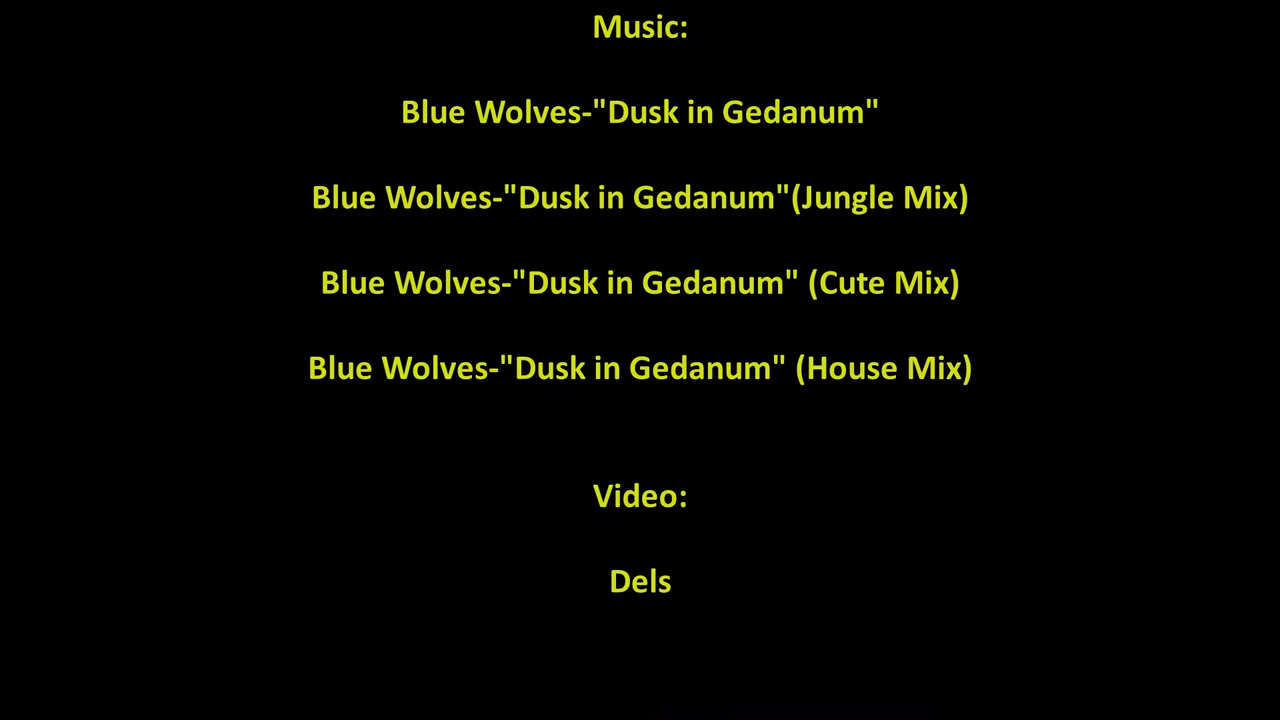 Music:
Blue Wolves-"Dusk in Gedanum"
Blue Wolves-"Dusk in Gedanum"(Jungle Mix)
Blue Wolves-"Dusk in Gedanum" (Cute Mix)
Blue Wolves-"Dusk in Gedanum" (House Mix)
Video:
Dels